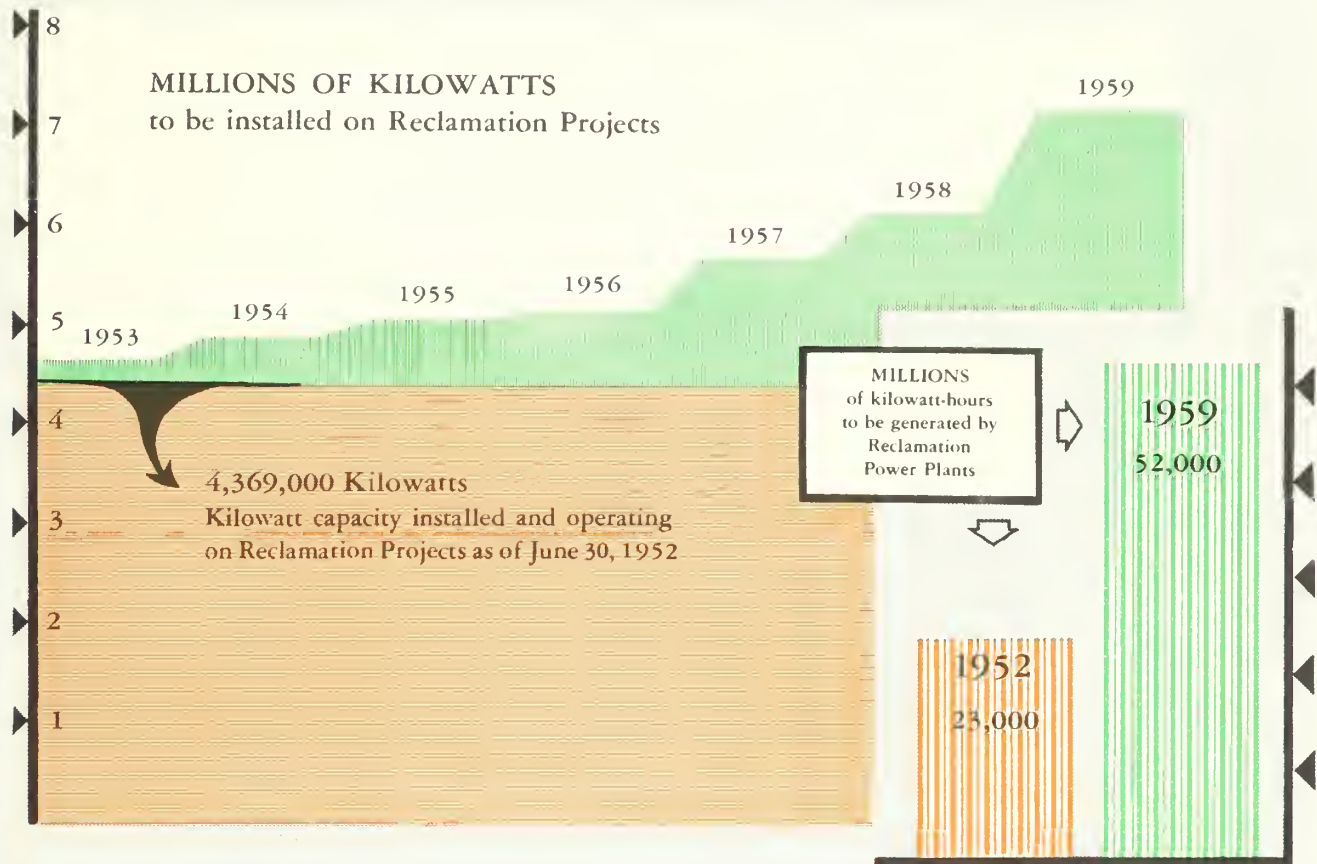 8
MILLIONS OF KILOWATTS
to be installed on Reclamation Projects
7
6
5
4
3
2
1
1953
1954
1955
1956
1957
1958
1959
4,369,000 Kilowatts
Kilowatt capacity installed and operating
on Reclamation Projects as of June 30, 1952
MILLIONS
of kilowatt-hours
to be generated by
Reclamation
Power Plants
1959
52,000
1952
23,000